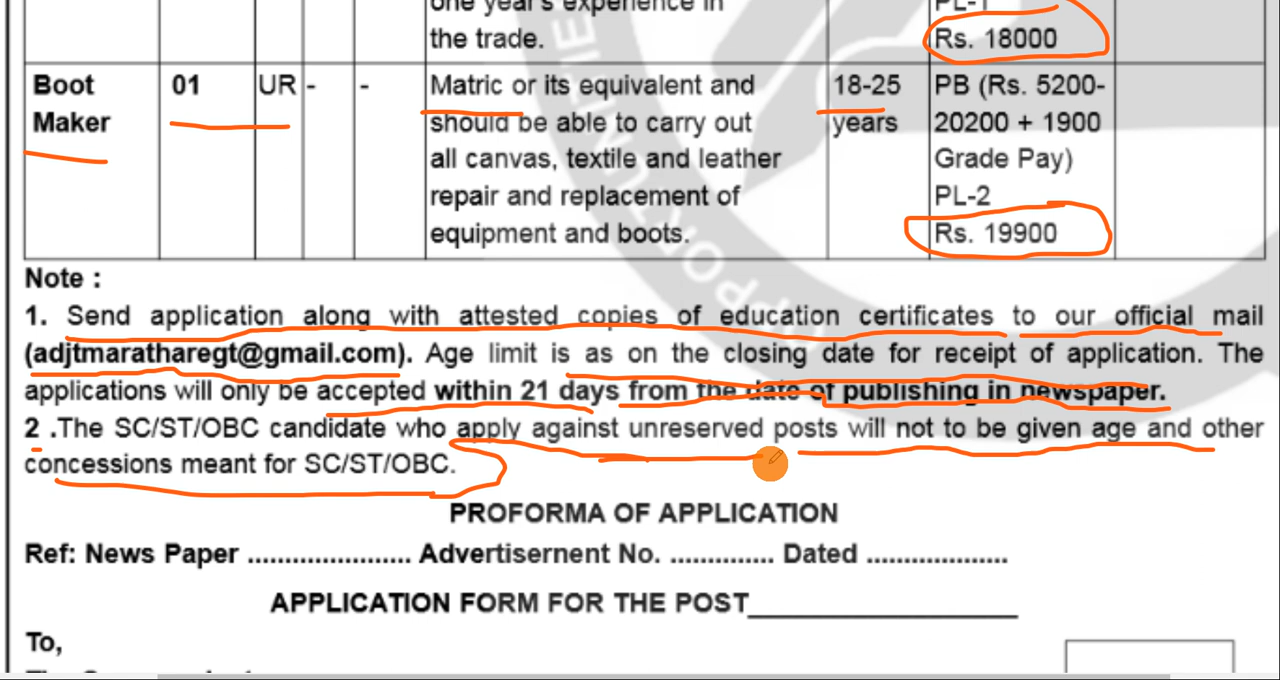 one year's experience in
the trade.
PL-1
Rs. 18000
Boot Maker
01
UR
-
-
Matric or its equivalent and
should be able to carry out
all canvas, textile and leather
repair and replacement of
equipment and boots.
18-25
years
PB (Rs. 5200-
20200 + 1900
Grade Pay)
PL-2
Rs. 19900
Note :
1. Send application along with attested copies of education certificates to our official mail
(adjtmaratharegt@gmail.com). Age limit is as on the closing date for receipt of application. The
applications will only be accepted within 21 days from the date of publishing in newspaper.
2 .The SC/ST/OBC candidate who apply against unreserved posts will not to be given age and other
concessions meant for SC/ST/OBC.
PROFORMA OF APPLICATION
Ref: News Paper ...................... Advertisernent No. .............. Dated ...................
APPLICATION FORM FOR THE POST____________________
To,